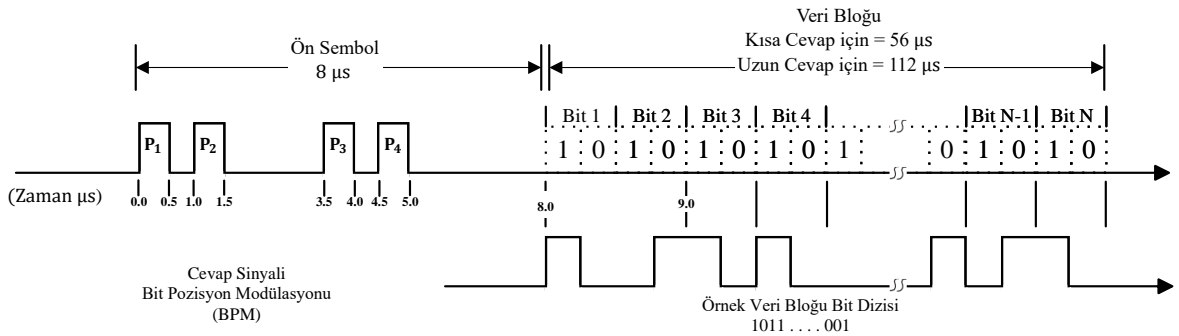 Veri Bloğu
Kısa Cevap için = 56 μs
Uzun Cevap için = 112 μs
Ön Sembol
8 μs
Bit 1 Bit 2 Bit 3 Bit 4 Bit N-1 Bit N
P1 P2 P3 P4
1 0 1 0 1 0 1 0 1 0 1 0 1 0
(Zaman μs)
0.0 0.5 1.0 1.5 3.5 4.0 4.5 5.0 8.0 9.0
Cevap Sinyali
Bit Pozisyon Modülasyonu
(BPM)
Örnek Veri Bloğu Bit Dizisi
1011 . . . . 001